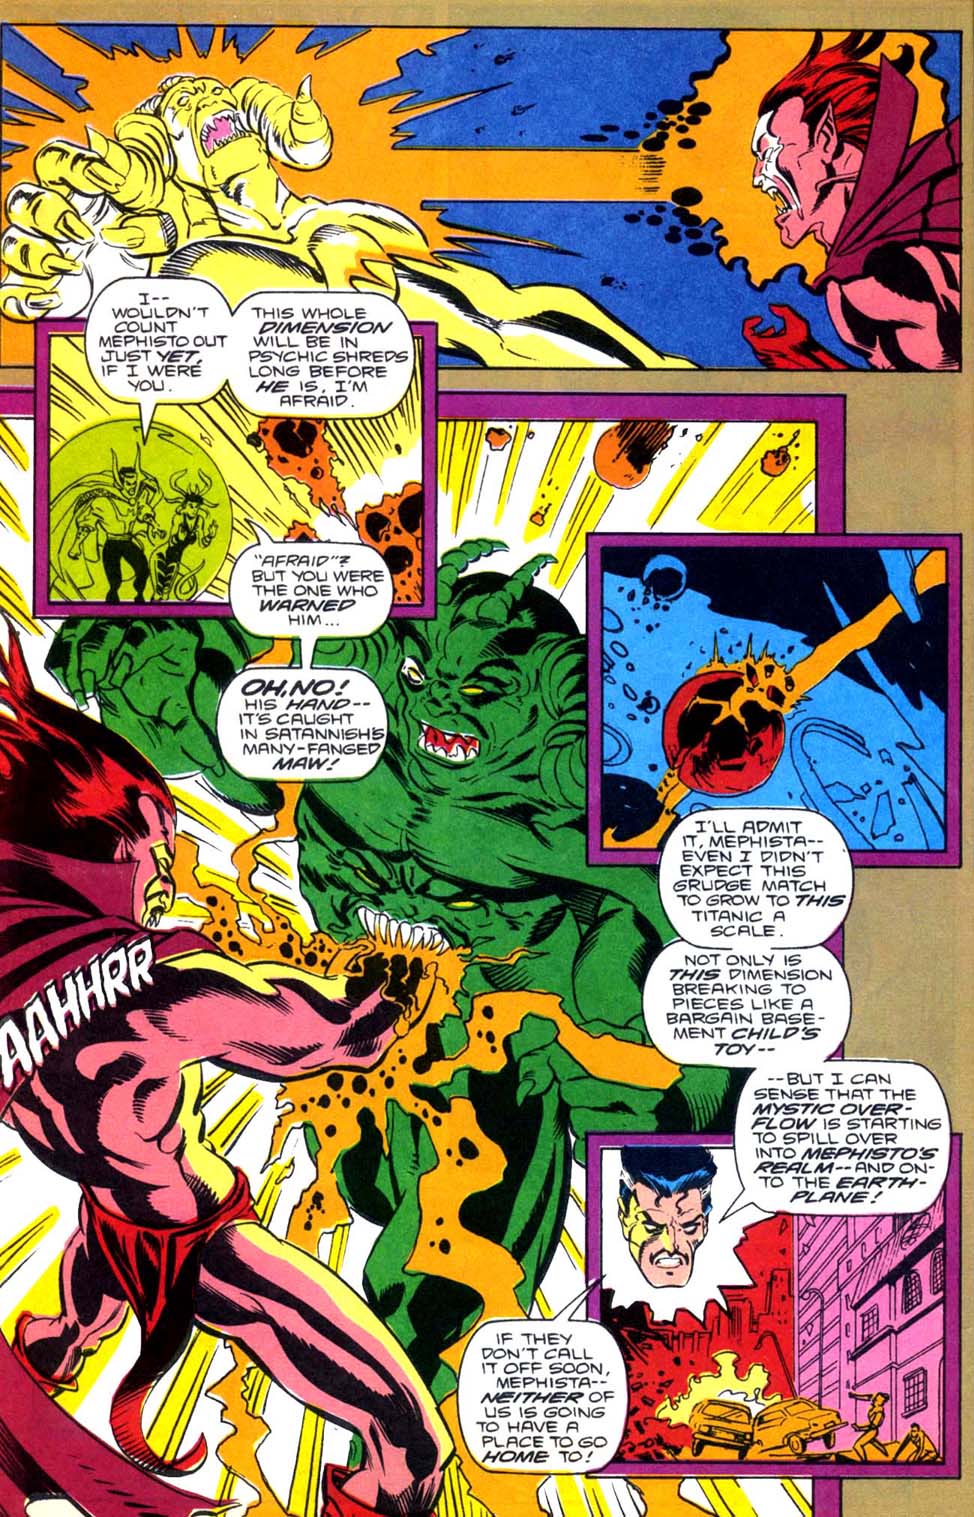 I--
WOULDN'T
COUNT
MEPHISTO OUT
JUST YET,
IF I WERE
YOU.
THIS WHOLE
DIMENSION
WILL BE IN
PSYCHIC SHREDS
LONG BEFORE
HE IS, I'M
AFRAID.
"AFRAID"?
BUT YOU WERE
THE ONE WHO
WARNED
HIM...
OH, NO!
HIS HAND--
IT'S CAUGHT
IN SATANNISH'S
MANY-FANGED
MAW!
AAHHRR
I'LL ADMIT
IT, MEPHISTA--
EVEN I DIDN'T
EXPECT THIS
GRUDGE MATCH
TO GROW TO THIS
TITANIC A
SCALE.
NOT ONLY IS
THIS DIMENSION
BREAKING TO
PIECES LIKE A
BARGAIN BASE-
MENT CHILD'S
TOY--
--BUT I CAN
SENSE THAT THE
MYSTIC OVER-
FLOW IS STARTING
TO SPILL OVER
INTO MEPHISTO'S
REALM--AND ON-
TO THE EARTH-
PLANE!
IF THEY
DON'T CALL
IT OFF SOON,
MEPHISTA--
NEITHER OF
US IS GOING
TO HAVE A
PLACE TO GO
HOME TO!